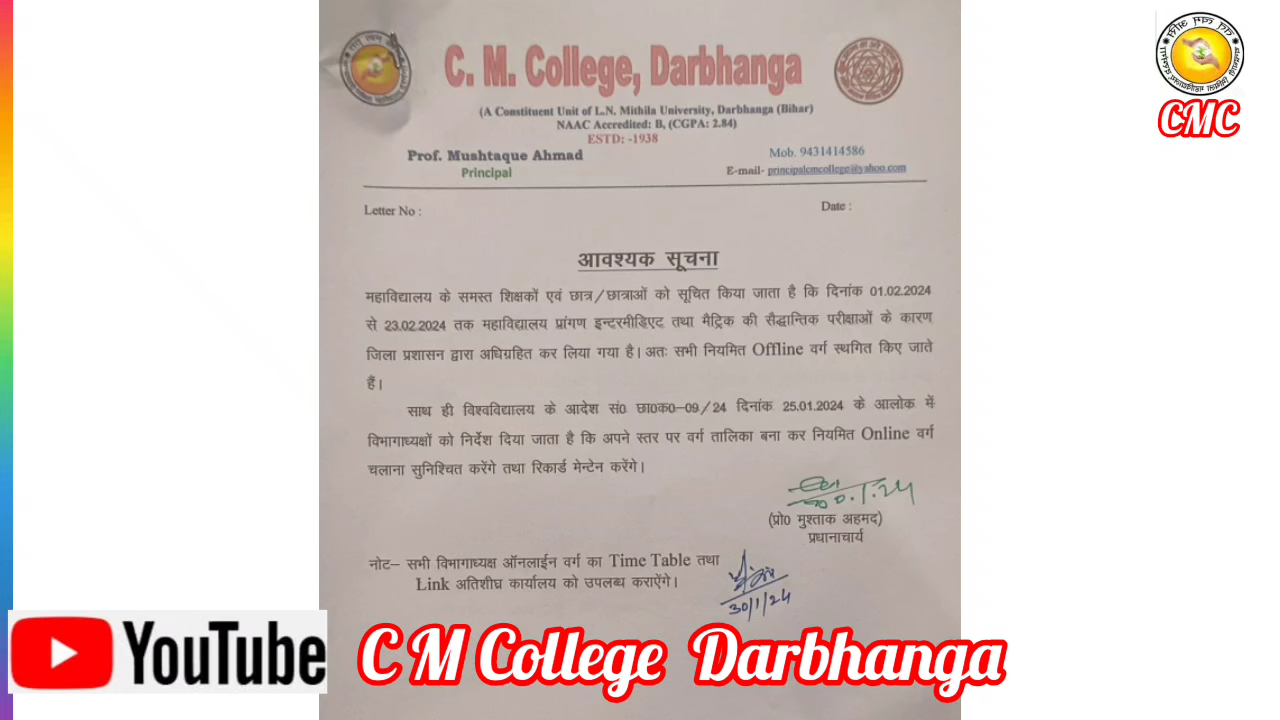 C. M. College, Darbhanga
(A Constituent Unit of L.N. Mithila University, Darbhanga (Bihar)
NAAC Accredited: B, (CGPA: 2.84)
ESTD: -1938
Prof. Mushtaque Ahmad
Principal
Mob. 9431414586
E-mail- principalcmcollege@yahoo.com
Letter No :
Date :
आवश्यक सूचना
महाविद्यालय के समस्त शिक्षकों एवं छात्र/छात्राओं को सूचित किया जाता है कि दिनांक 01.02.2024
से 23.02.2024 तक महाविद्यालय प्रांगण इन्टरमीडिएट तथा मैट्रिक की सैद्धान्तिक परीक्षाओं के कारण
जिला प्रशासन द्वारा अधिग्रहित कर लिया गया है। अतः सभी नियमित Offline वर्ग स्थगित किए जाते
हैं।
साथ ही विश्वविद्यालय के आदेश सं0 छा0क0–09/24 दिनांक 25.01.2024 के आलोक में
विभागाध्यक्षों को निर्देश दिया जाता है कि अपने स्तर पर वर्ग तालिका बना कर नियमित Online वर्ग
चलाना सुनिश्चित करेंगे तथा रिकार्ड मेन्टेन करेंगे।
30.1.24
(प्रो0 मुश्ताक अहमद)
प्रधानाचार्य
नोट– सभी विभागाध्यक्ष ऑनलाईन वर्ग का Time Table तथा
Link अतिशीघ्र कार्यालय को उपलब्ध कराऐंगे।
30/1/24
CMC
YouTube
C M College Darbhanga